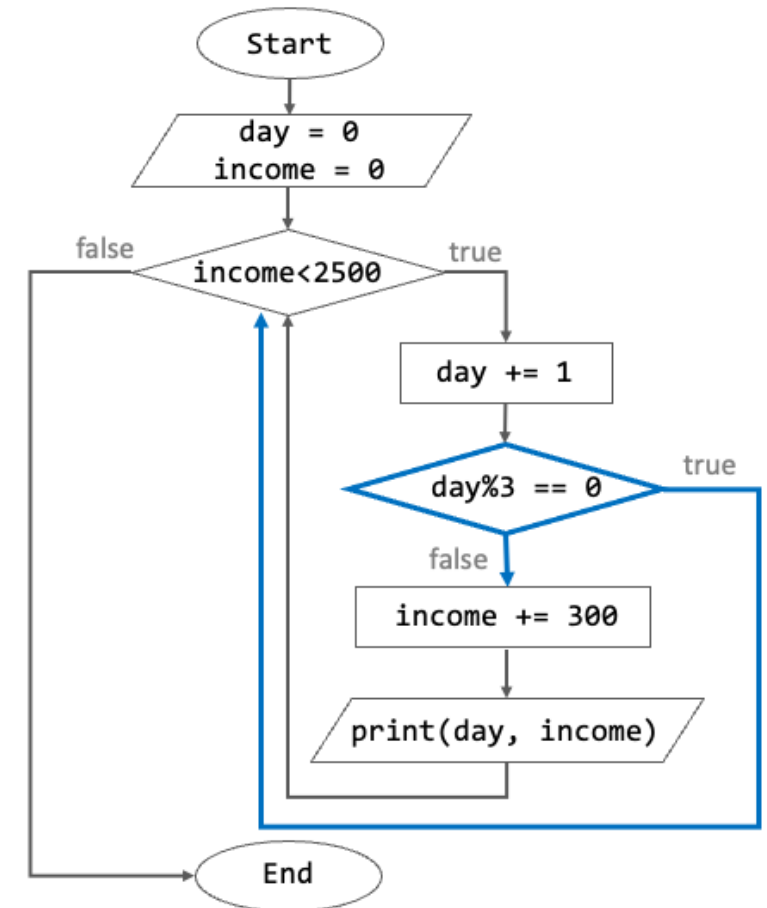 Start
day = 0
income = 0
false
true
income<2500
day += 1
true
day%3 == 0
false
income += 300
print(day, income)
End